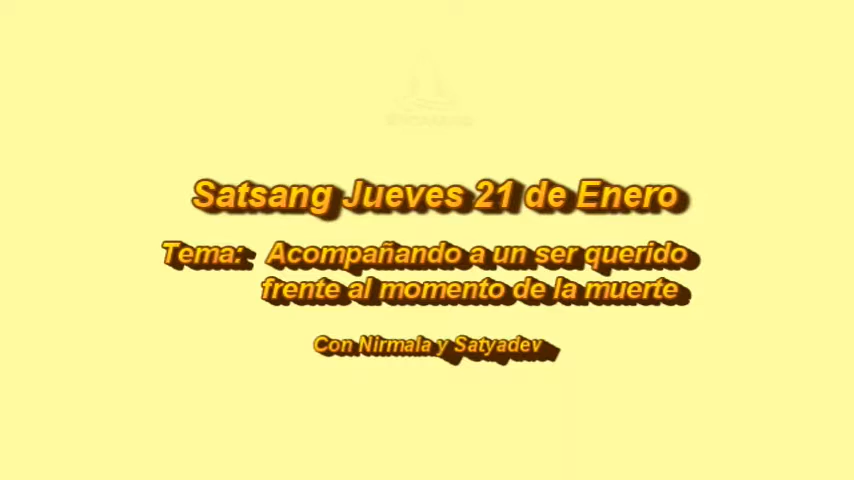 Satsang Jueves 21 de Enero
Tema: Acompañando a un ser querido
frente al momento de la muerte
Con Nirmala y Satyadev